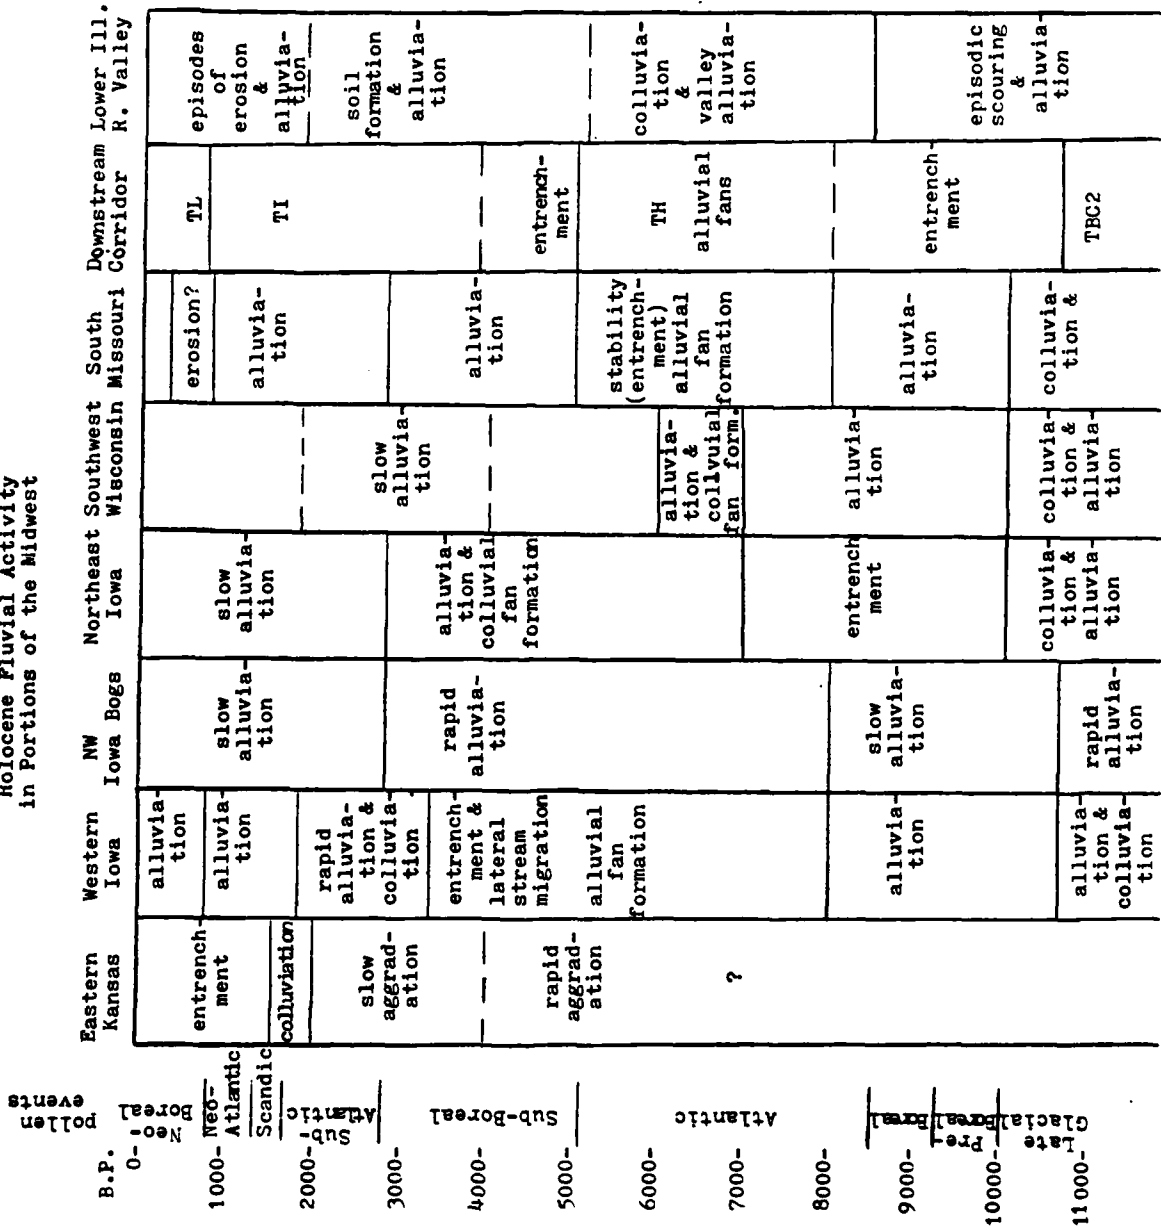 Holocene Fluvial Activity
in Portions of the Midwest
B.P.
0-
1000-
2000-
3000-
4000-
5000-
6000-
7000-
8000-
9000-
10000-
11000-
pollen
events
Neo-
Boreal
Neo-
Atlantic
Scandic
Sub-
Atlantic
Sub-Boreal
Atlantic
Boreal
Pre-
Boreal
Late
Glacial
Eastern
Kansas
entrench-
ment
colluviation
slow
aggrad-
ation
rapid
aggrad-
ation
?
Western
Iowa
alluvia-
tion
alluvia-
tion
rapid
alluvia-
tion &
colluvia-
tion
entrench-
ment &
lateral
stream
migration
alluvial
fan
formation
alluvia-
tion
alluvia-
tion &
colluvia-
tion
NW
Iowa Bogs
slow
alluvia-
tion
rapid
alluvia-
tion
slow
alluvia-
tion
rapid
alluvia-
tion
Northeast
Iowa
slow
alluvia-
tion
alluvia-
tion &
colluvial
fan
formation
entrench-
ment
colluvia-
tion &
alluvia-
tion
Southwest
Wisconsin
slow
alluvia-
tion
alluvia-
tion &
collvuial
fan form.
alluvia-
tion
colluvia-
tion &
alluvia-
tion
South
Missouri
erosion?
alluvia-
tion
alluvia-
tion
stability
(entrench-
ment)
alluvial
fan
formation
alluvia-
tion
colluvia-
tion &
Downstream
Corridor
TL
TI
entrench-
ment
TH
alluvial
fans
entrench-
ment
TBC2
Lower Ill.
R. Valley
episodes
of
erosion
&
alluvia-
tion
soil
formation
&
alluvia-
tion
colluvia-
tion
&
valley
alluvia-
tion
episodic
scouring
&
alluvia-
tion